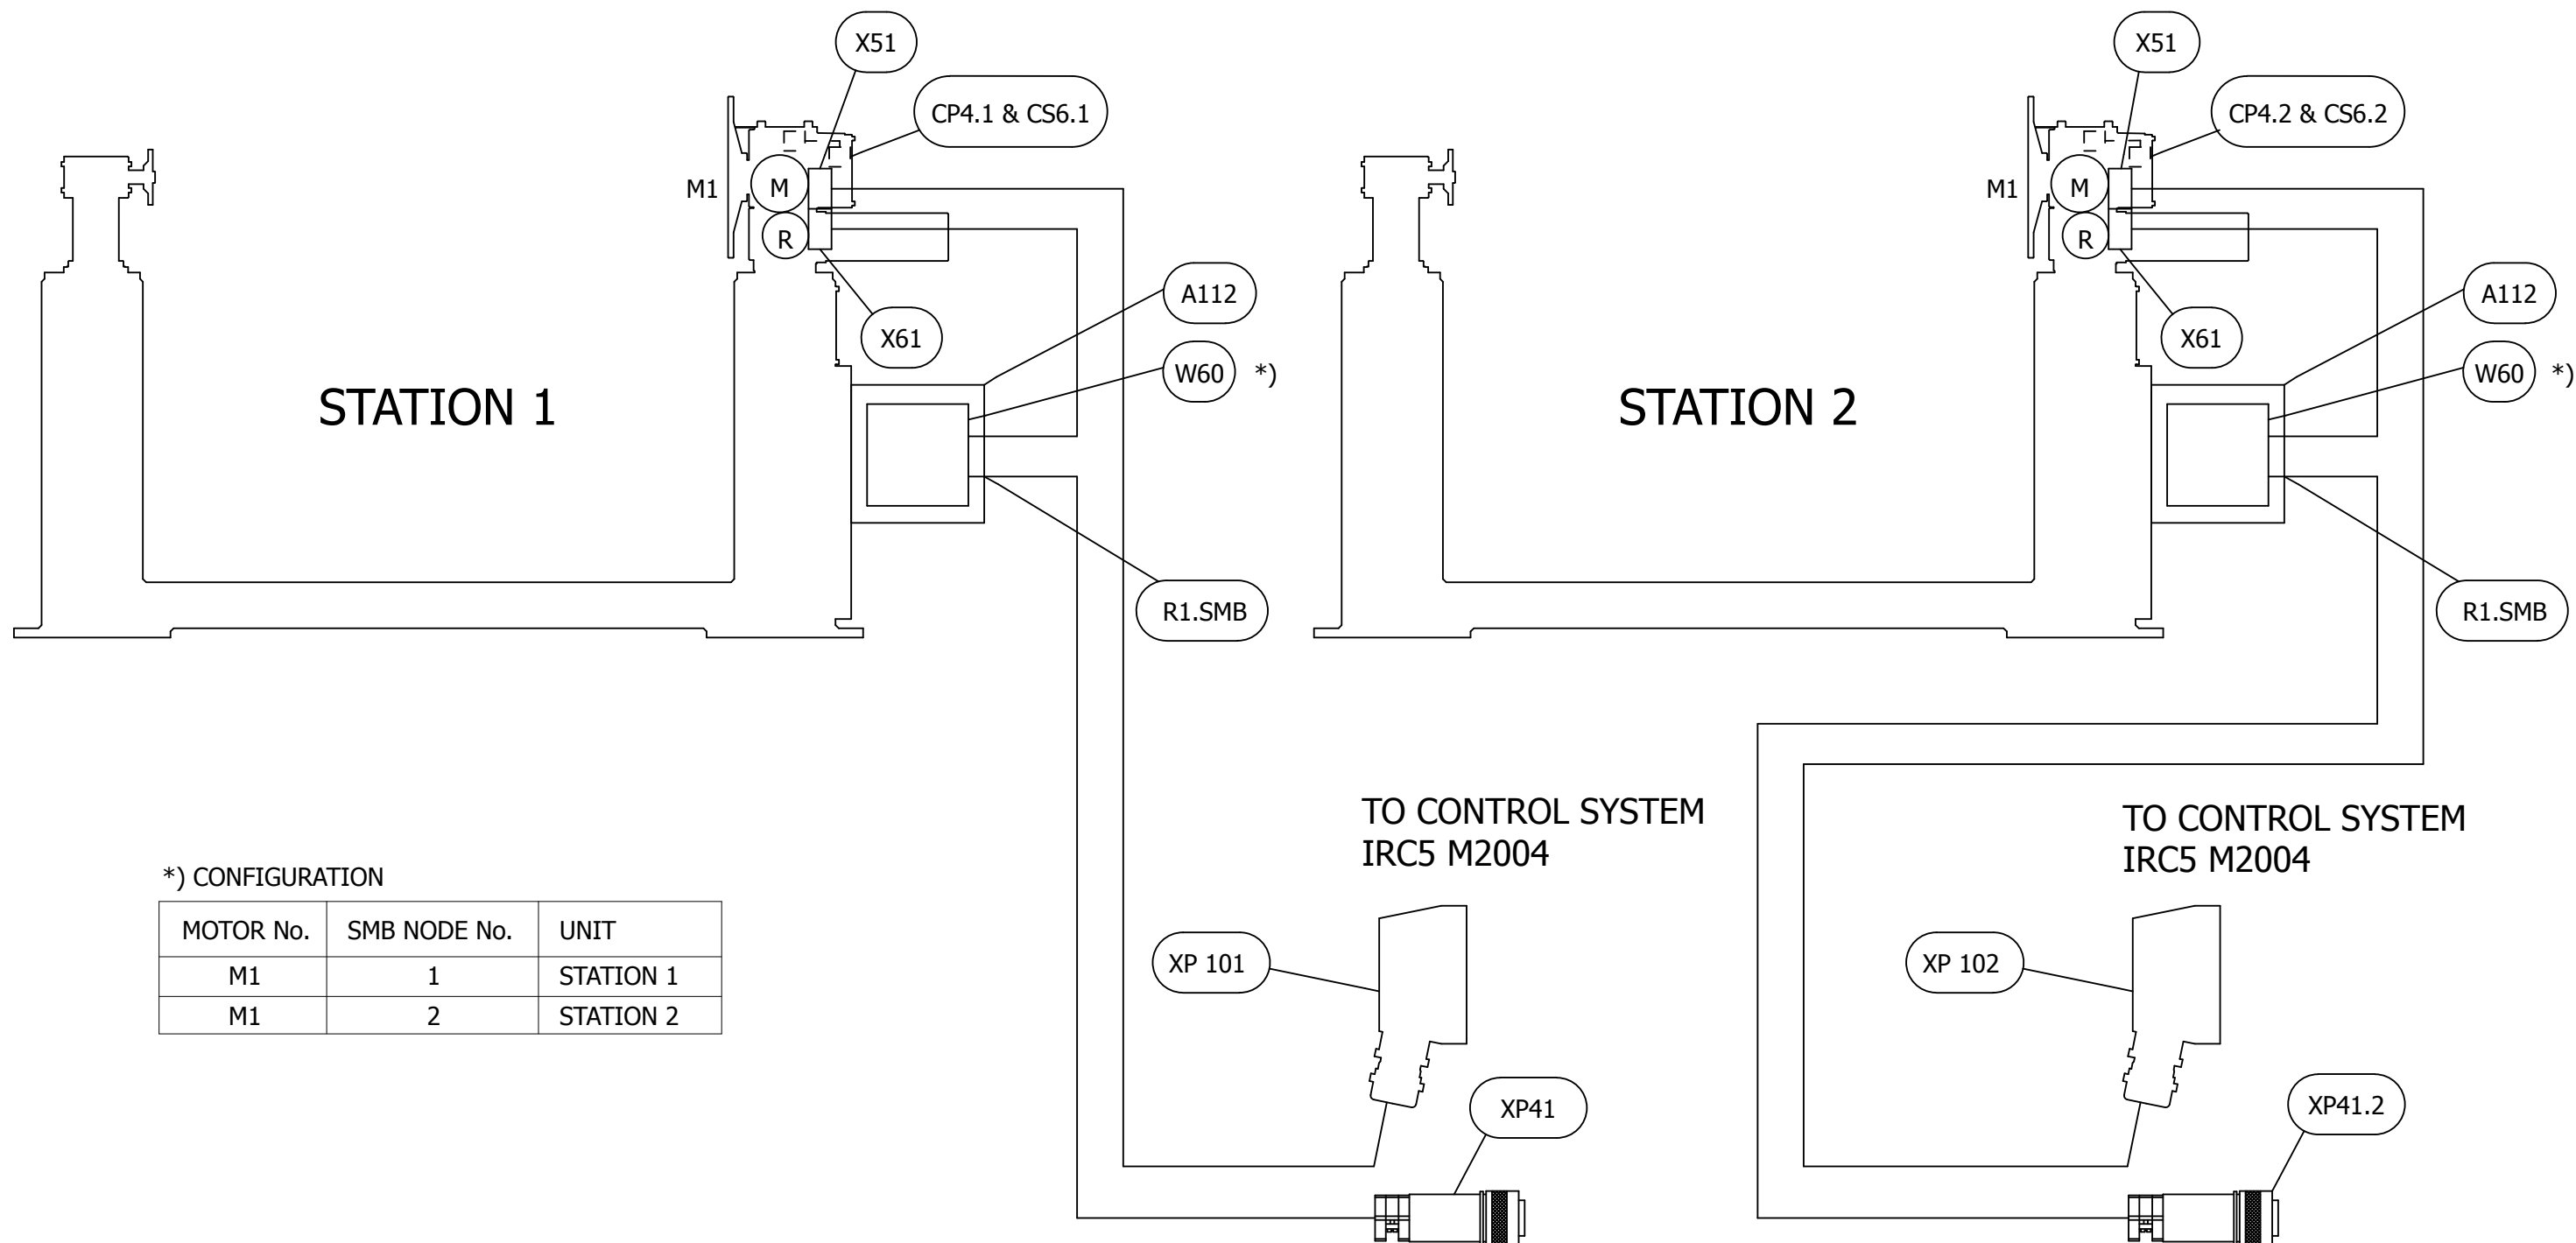 X51
CP4.1 & CS6.1
M1
M
R
X61
A112
W60 *)
STATION 1
R1.SMB
X51
CP4.2 & CS6.2
M1
M
R
X61
A112
W60 *)
STATION 2
R1.SMB
TO CONTROL SYSTEM
IRC5 M2004
TO CONTROL SYSTEM
IRC5 M2004
*) CONFIGURATION
MOTOR No. SMB NODE No. UNIT
M1 1 STATION 1
M1 2 STATION 2
XP 101
XP41
XP 102
XP41.2